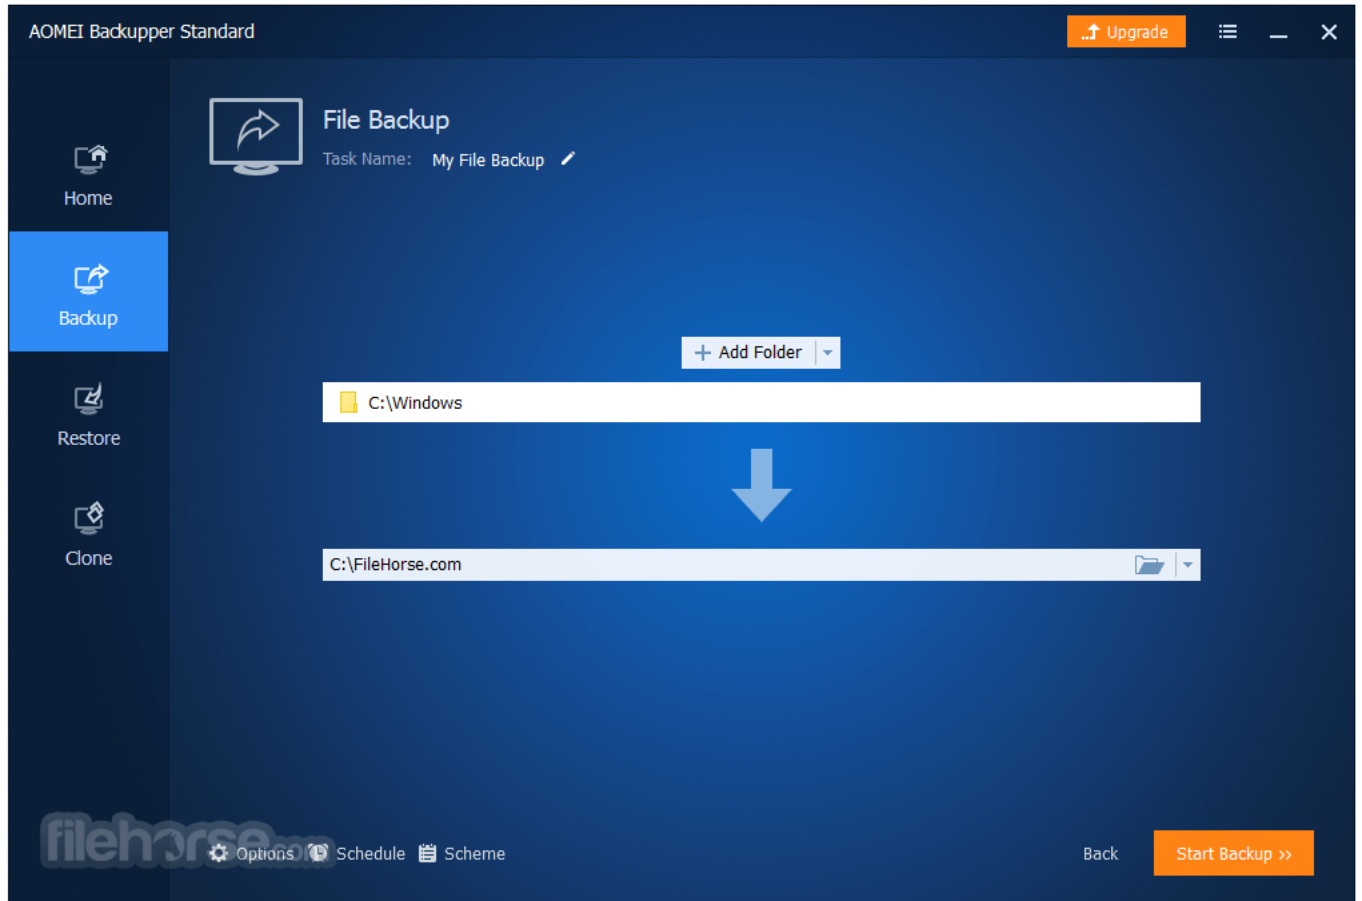 AOMEI Backupper Standard
Upgrade
File Backup
Task Name: My File Backup
Home
Backup
Restore
Clone
Add Folder
C:\Windows
C:\FileHorse.com
filehorse.com
Options Schedule Scheme
Back Start Backup »